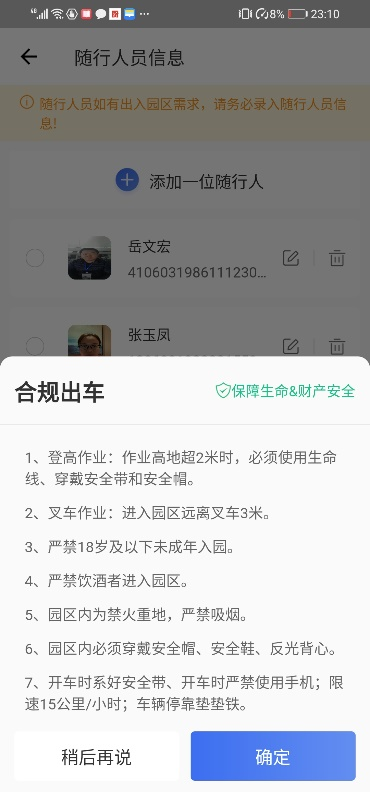 8% 23:10
随行人员信息
随行人员如有出入园区需求，请务必录入随行人员信
息！
添加一位随行人
岳文宏
4106031986111230...
张玉凤
合规出车
保障生命&财产安全
1、登高作业：作业高地超2米时，必须使用生命
线、穿戴安全带和安全帽。
2、叉车作业：进入园区远离叉车3米。
3、严禁18岁及以下未成年入园。
4、严禁饮酒者进入园区。
5、园区内为禁火重地，严禁吸烟。
6、园区内必须穿戴安全帽、安全鞋、反光背心。
7、开车时系好安全带、开车时严禁使用手机；限
速15公里/小时；车辆停靠垫垫铁。
稍后再说
确定